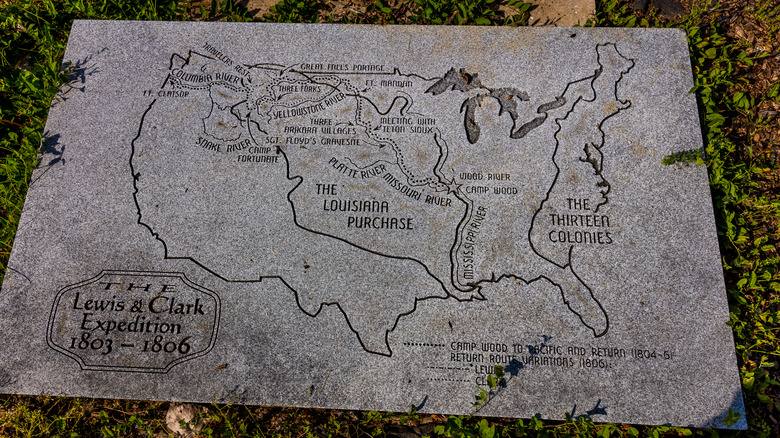 TRAVELERS REST
COLUMBIA RIVER
FT. CLATSOP
GREAT FALLS PORTAGE
THREE FORKS
FT. MANDAN
YELLOWSTONE RIVER
THREE
ARIKARA VILLAGES
MEETING WITH
TETON SIOUX
SNAKE RIVER
SGT. FLOYD'S GRAVESITE
CAMP
FORTUNATE
PLATTE RIVER
MISSOURI RIVER
WOOD RIVER
CAMP WOOD
MISSISSIPPI RIVER
THE
LOUISIANA
PURCHASE
THE
THIRTEEN
COLONIES
THE
Lewis & Clark
Expedition
1803 – 1806
CAMP WOOD TO PACIFIC AND RETURN (1804-6)
RETURN ROUTE VARIATIONS (1806):